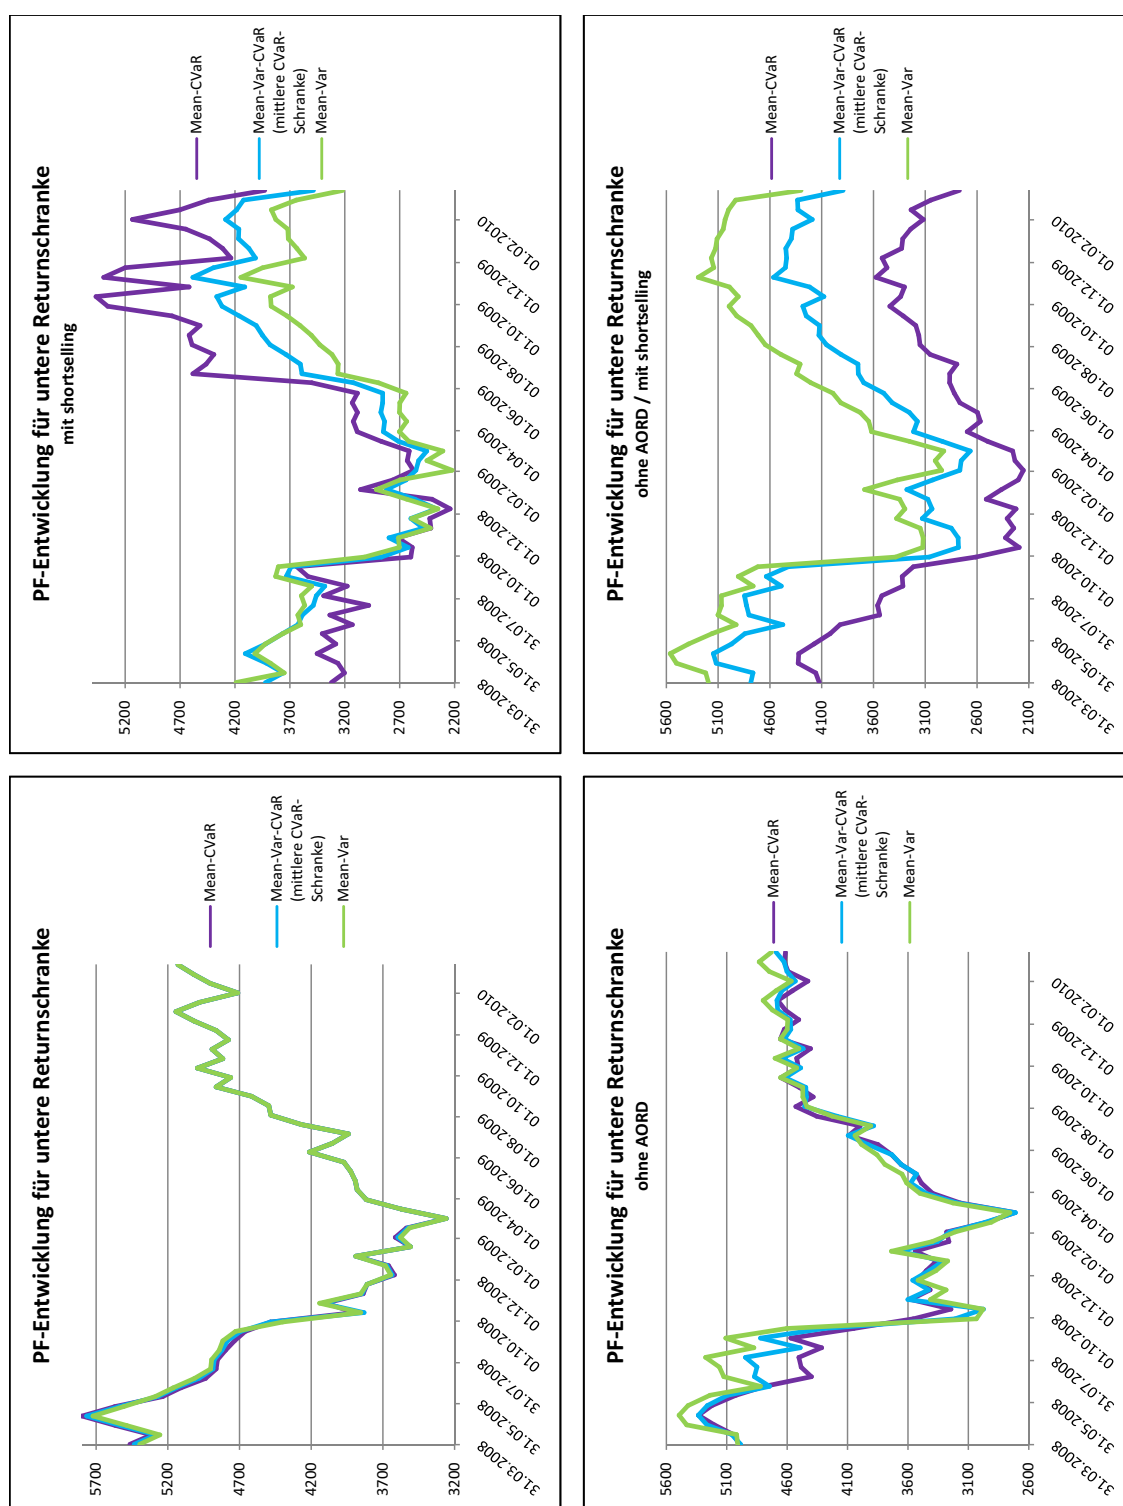 PF-Entwicklung für untere Returnschranke
5700
5200
4700
4200
3700
3200
31.03.2008
31.05.2008
31.07.2008
01.10.2008
01.12.2008
01.02.2009
01.04.2009
01.06.2009
01.08.2009
01.10.2009
01.12.2009
01.02.2010
Mean-CVaR
Mean-Var-CVaR
(mittlere CVaR-
Schranke)
Mean-Var
PF-Entwicklung für untere Returnschranke
mit shortselling
5200
4700
4200
3700
3200
2700
2200
31.03.2008
31.05.2008
31.07.2008
01.10.2008
01.12.2008
01.02.2009
01.04.2009
01.06.2009
01.08.2009
01.10.2009
01.12.2009
01.02.2010
Mean-CVaR
Mean-Var-CVaR
(mittlere CVaR-
Schranke)
Mean-Var
PF-Entwicklung für untere Returnschranke
ohne AORD
5600
5100
4600
4100
3600
3100
2600
31.03.2008
31.05.2008
31.07.2008
01.10.2008
01.12.2008
01.02.2009
01.04.2009
01.06.2009
01.08.2009
01.10.2009
01.12.2009
01.02.2010
Mean-CVaR
Mean-Var-CVaR
(mittlere CVaR-
Schranke)
Mean-Var
PF-Entwicklung für untere Returnschranke
ohne AORD / mit shortselling
5600
5100
4600
4100
3600
3100
2600
2100
31.03.2008
31.05.2008
31.07.2008
01.10.2008
01.12.2008
01.02.2009
01.04.2009
01.06.2009
01.08.2009
01.10.2009
01.12.2009
01.02.2010
Mean-CVaR
Mean-Var-CVaR
(mittlere CVaR-
Schranke)
Mean-Var